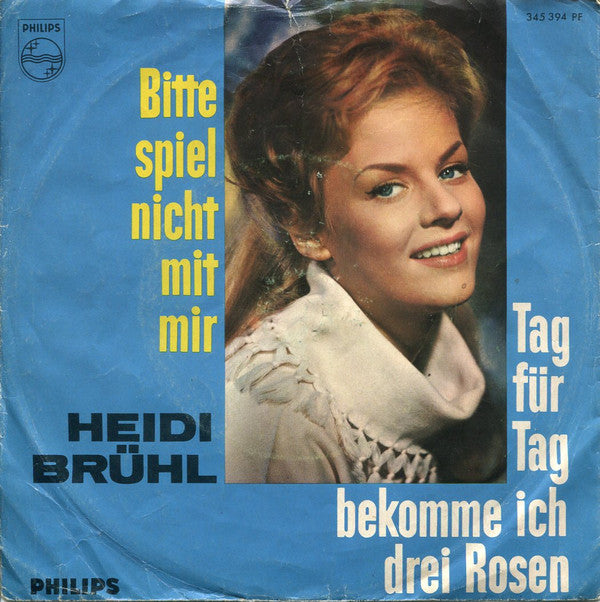 PHILIPS
345 394 PF
Bitte
spiel
nicht
mit
mir
HEIDI
BRÜHL
Tag
für
Tag
bekomme ich
drei Rosen
PHILIPS